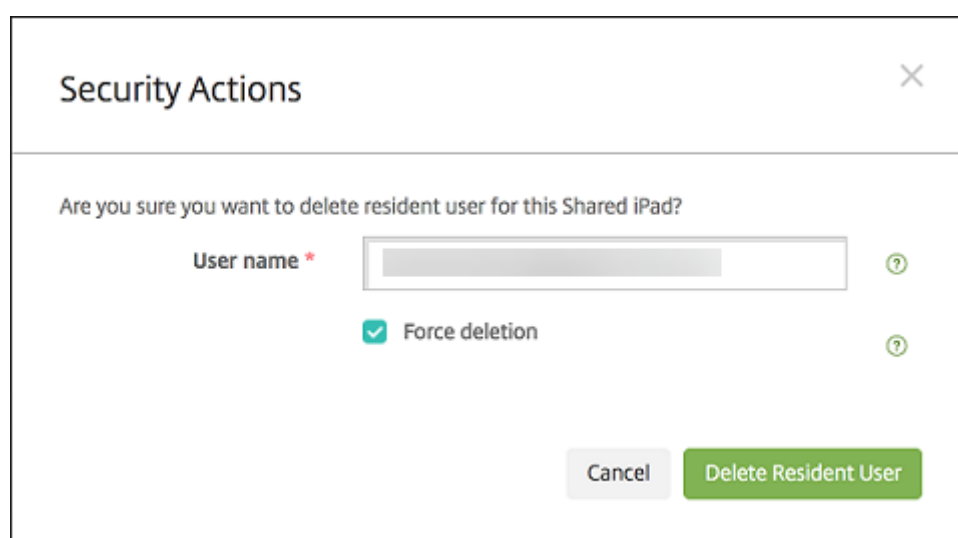 Security Actions
Are you sure you want to delete resident user for this Shared iPad?
User name *
Force deletion
Cancel
Delete Resident User